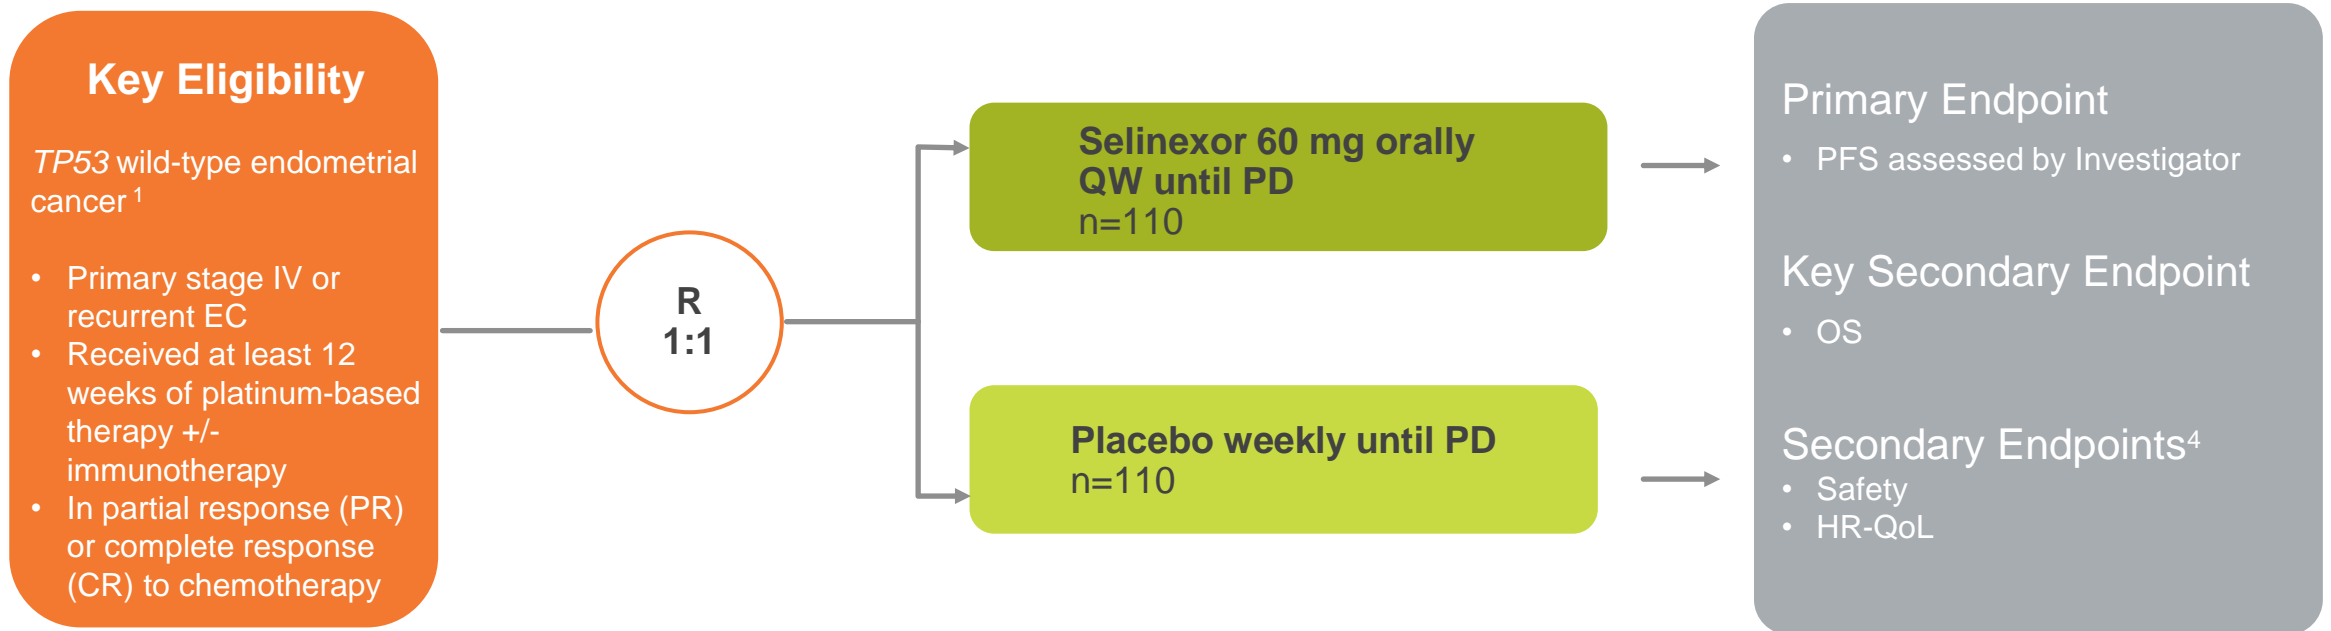 Key Eligibility
TP53 wild-type endometrial
cancer 1
• Primary stage IV or
recurrent EC
• Received at least 12
weeks of platinum-based
therapy +/-
immunotherapy
• In partial response (PR)
or complete response
(CR) to chemotherapy
R
1:1
Selinexor 60 mg orally
QW until PD
n=110
Placebo weekly until PD
n=110
Primary Endpoint
• PFS assessed by Investigator
Key Secondary Endpoint
• OS
Secondary Endpoints4
• Safety
• HR-QoL